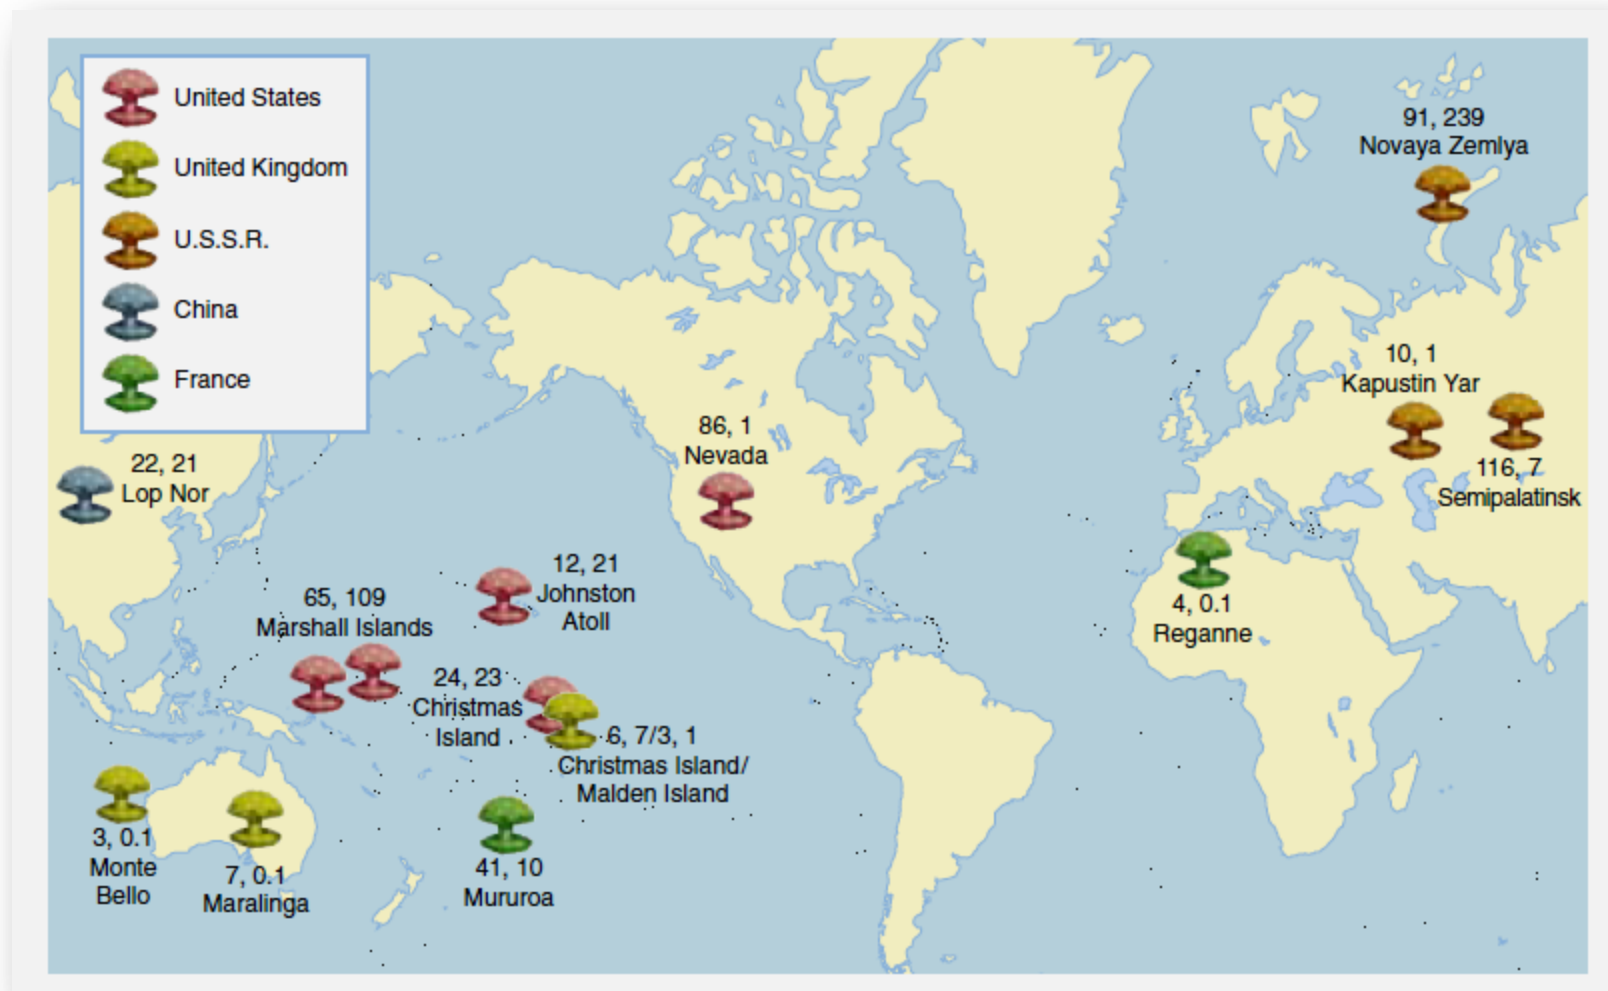 United States
United Kingdom
U.S.S.R.
China
France
91, 239
Novaya Zemlya
10, 1
Kapustin Yar
116, 7
Semipalatinsk
86, 1
Nevada
22, 21
Lop Nor
12, 21
Johnston
Atoll
65, 109
Marshall Islands
4, 0.1
Reganne
24, 23
Christmas
Island
6, 7/3, 1
Christmas Island/
Malden Island
3, 0.1
Monte
Bello
7, 0.1
Maralinga
41, 10
Mururoa